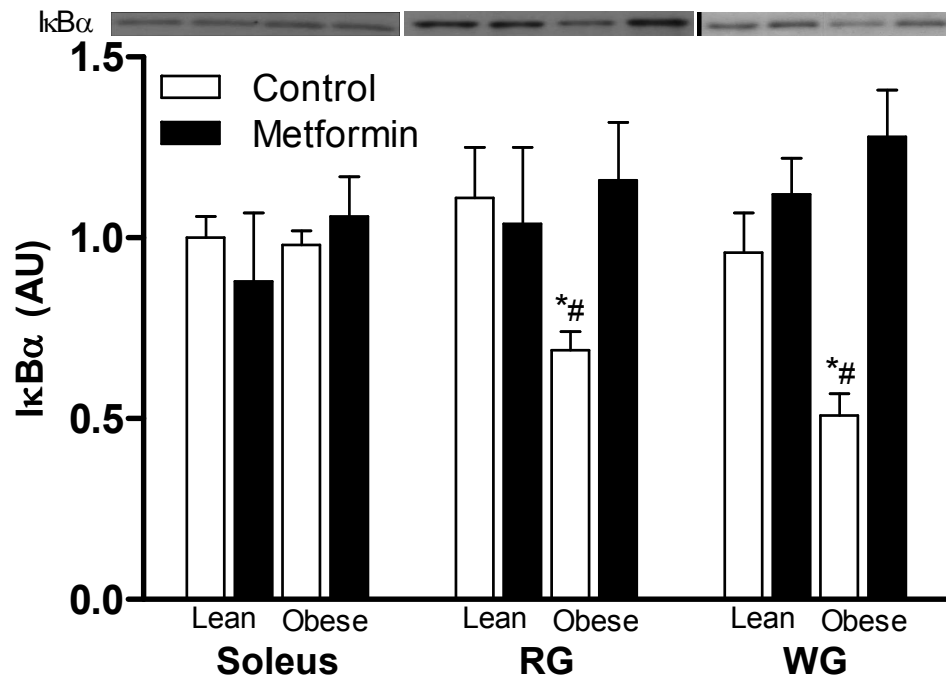 IκBα
1.5
Control
Metformin
1.0
0.5
0.0
IκBα (AU)
*#
*#
Lean Obese Lean Obese Lean Obese
Soleus RG WG